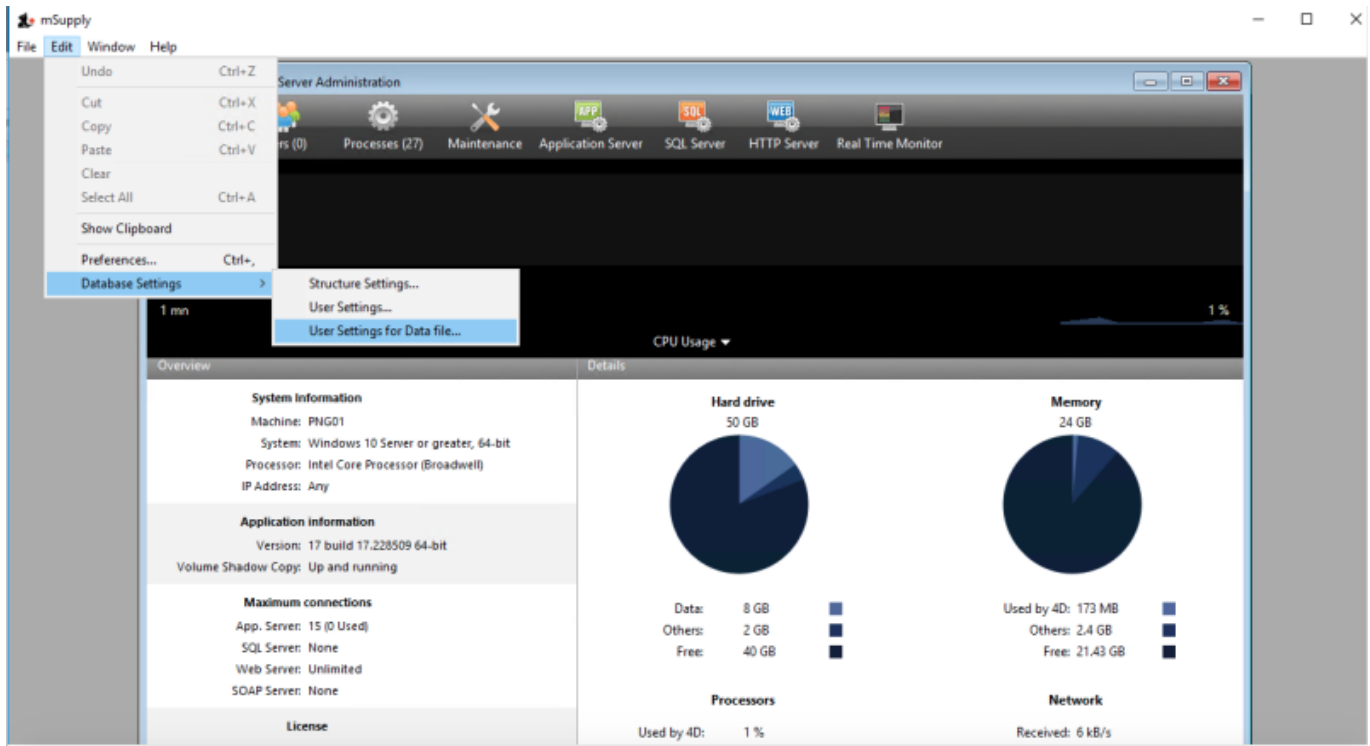 mSupply
File Edit Window Help
Undo Ctrl+Z
Cut Ctrl+X
Copy Ctrl+C
Paste Ctrl+V
Clear
Select All Ctrl+A
Show Clipboard
Preferences... Ctrl+,
Database Settings >
Structure Settings...
User Settings...
User Settings for Data file...
Server Administration
rs (0) Processes (27) Maintenance Application Server SQL Server HTTP Server Real Time Monitor
APP SQL WEB
1 mn 1 %
CPU Usage
Overview Details
System Information
Machine: PNG01
System: Windows 10 Server or greater, 64-bit
Processor: Intel Core Processor (Broadwell)
IP Address: Any
Application information
Version: 17 build 17.228509 64-bit
Volume Shadow Copy: Up and running
Maximum connections
App. Server: 15 (0 Used)
SQL Server: None
Web Server: Unlimited
SOAP Server: None
License
Hard drive
50 GB
Data: 8 GB
Others: 2 GB
Free: 40 GB
Memory
24 GB
Used by 4D: 173 MB
Others: 2.4 GB
Free: 21.43 GB
Processors
Used by 4D: 1 %
Network
Received: 6 kB/s